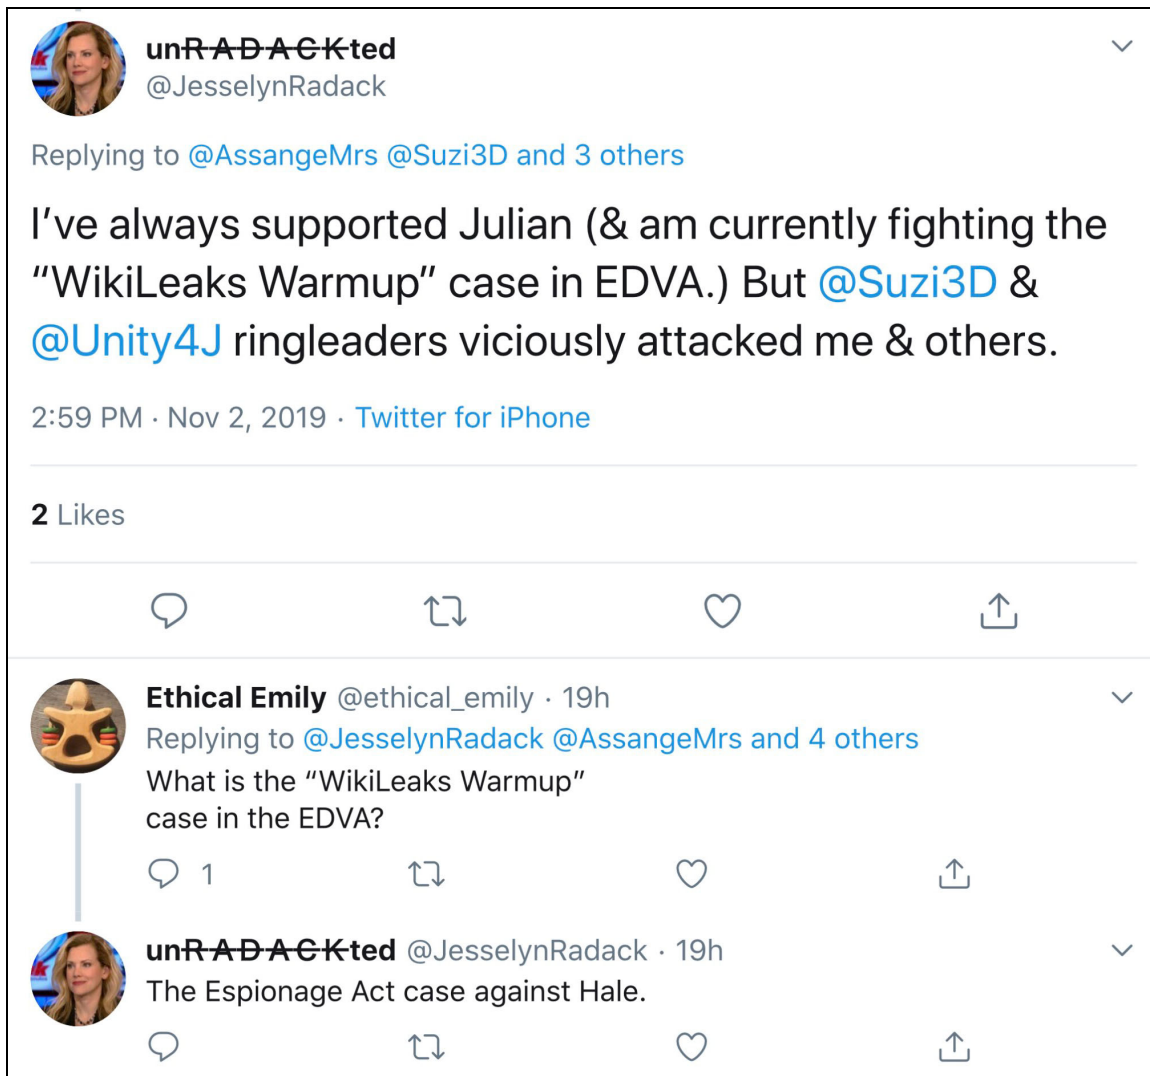 unRADACKted
@JesselynRadack
Replying to @AssangeMrs @Suzi3D and 3 others
I’ve always supported Julian (& am currently fighting the
“WikiLeaks Warmup” case in EDVA.) But @Suzi3D &
@Unity4J ringleaders viciously attacked me & others.
2:59 PM · Nov 2, 2019 · Twitter for iPhone
2 Likes
Ethical Emily @ethical_emily · 19h
Replying to @JesselynRadack @AssangeMrs and 4 others
What is the “WikiLeaks Warmup”
case in the EDVA?
1
unRADACKted @JesselynRadack · 19h
The Espionage Act case against Hale.